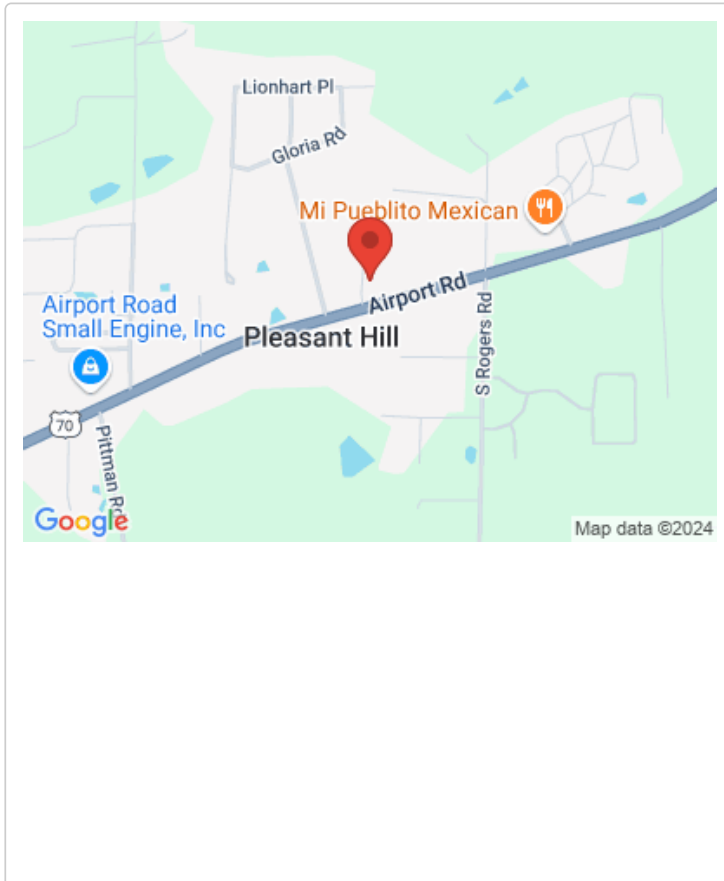 Lionhart Pl
Gloria Rd
Mi Pueblito Mexican
Airport Rd
Airport Road
Small Engine, Inc
Pleasant Hill
S Rogers Rd
70
Pittman Rd
Google
Map data ©2024